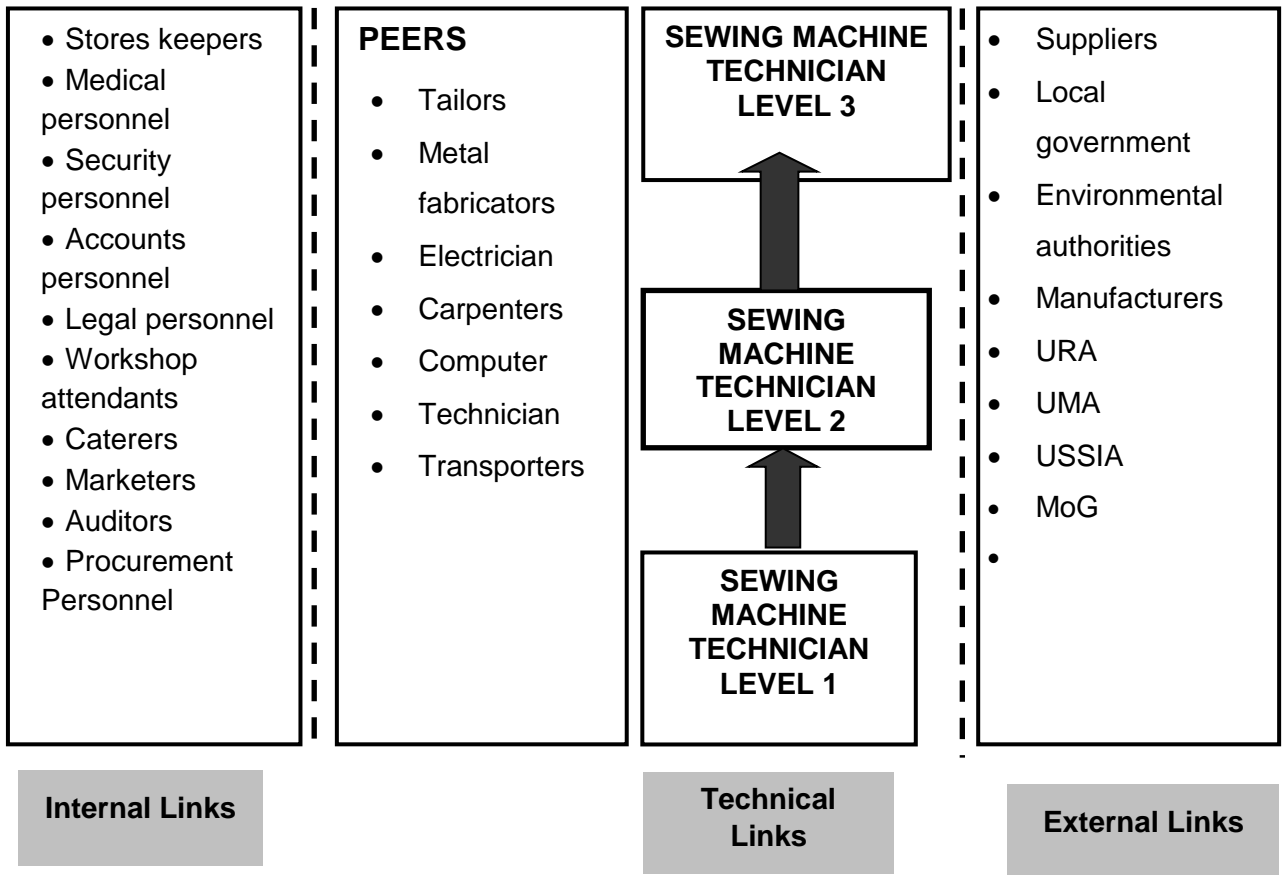 • Stores keepers
• Medical
personnel
• Security
personnel
• Accounts
personnel
• Legal personnel
• Workshop
attendants
• Caterers
• Marketers
• Auditors
• Procurement
Personnel
PEERS
• Tailors
• Metal
fabricators
• Electrician
• Carpenters
• Computer
• Technician
• Transporters
SEWING MACHINE
TECHNICIAN
LEVEL 3
SEWING
MACHINE
TECHNICIAN
LEVEL 2
SEWING
MACHINE
TECHNICIAN
LEVEL 1
• Suppliers
• Local
government
• Environmental
authorities
• Manufacturers
• URA
• UMA
• USSIA
• MoG
•
Internal Links
Technical
Links
External Links